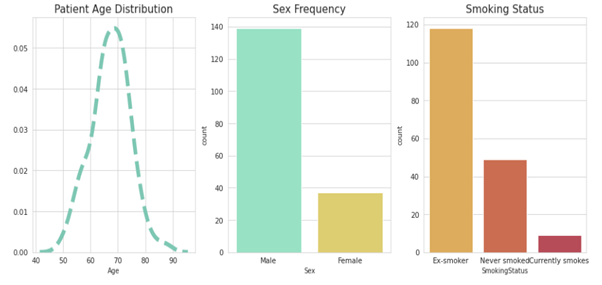 Patient Age Distribution
0.05
0.04
0.03
0.02
0.01
0.00
40 50 60 70 80 90
Age
Sex Frequency
140
120
100
80
60
40
20
0
count
Male Female
Sex
Smoking Status
120
100
80
60
40
20
0
count
Ex-smoker Never smoked Currently smokes
SmokingStatus